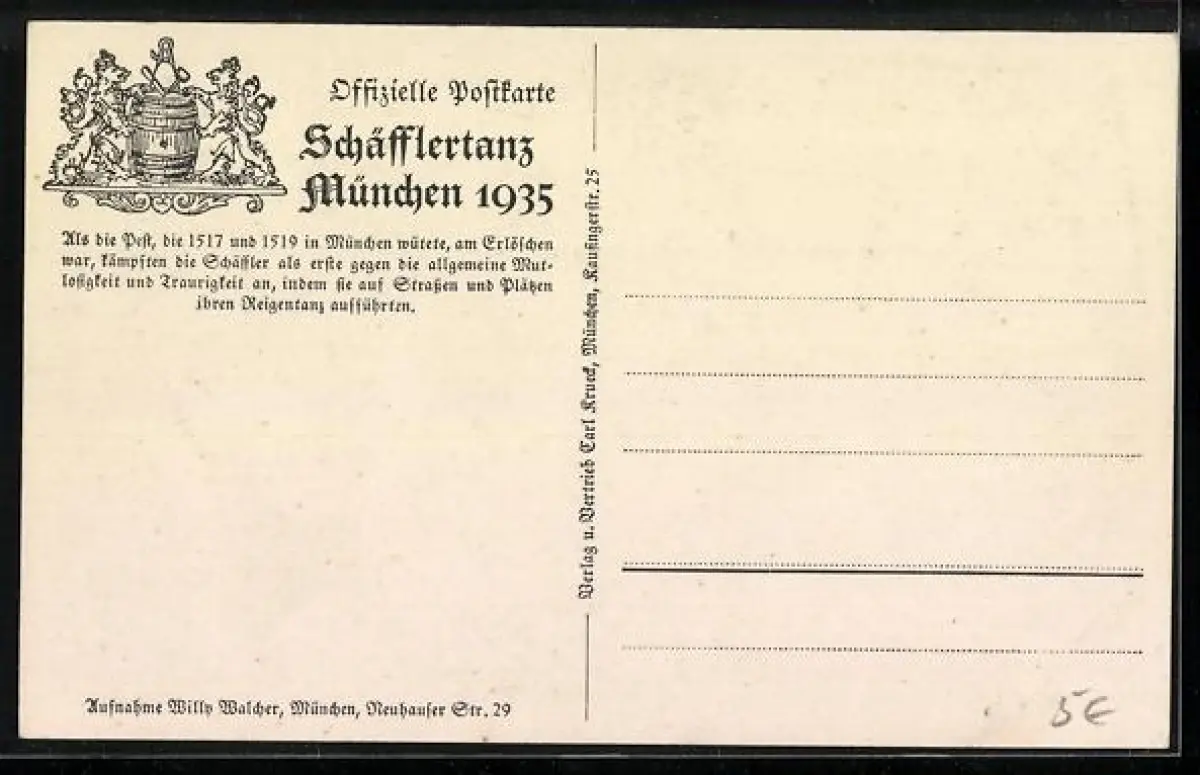 Offizielle Postkarte
Schäfflertanz
München 1935
Als die Pest, die 1517 und 1519 in München wütete, am Erlöschen
war, kämpften die Schäffler als erste gegen die allgemeine Mut-
losigkeit und Traurigkeit an, indem sie auf Straßen und Plätzen
ihren Reigentanz aufführten.
Aufnahme Willy Walcher, München, Neuhauser Str. 29
Verlag u. Vertrieb Carl Krueck, München, Kaufingerstr. 25
5€